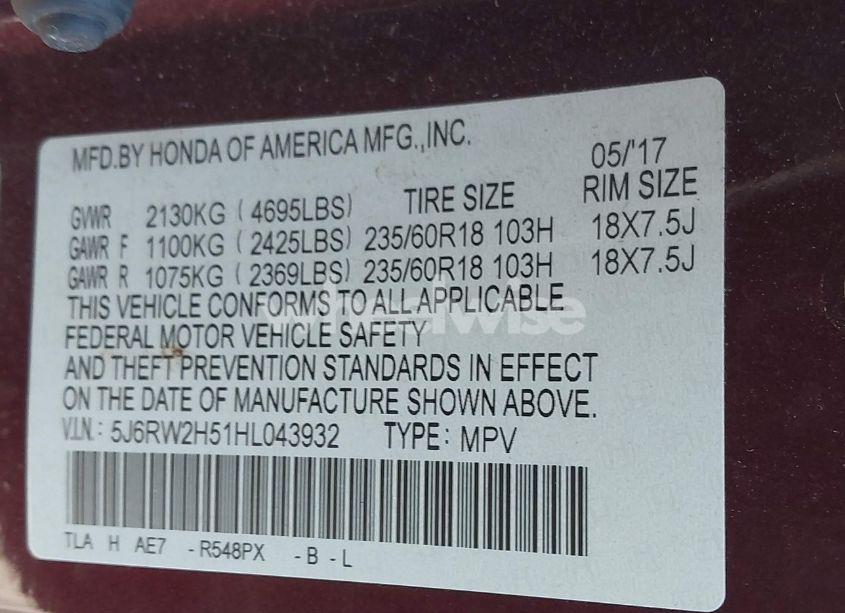 MFD.BY HONDA OF AMERICA MFG.,INC. 05/'17
TIRE SIZE RIM SIZE
GVWR 2130KG ( 4695LBS)
GAWR F 1100KG ( 2425LBS) 235/60R18 103H 18X7.5J
GAWR R 1075KG ( 2369LBS) 235/60R18 103H 18X7.5J
THIS VEHICLE CONFORMS TO ALL APPLICABLE
FEDERAL MOTOR VEHICLE SAFETY
AND THEFT PREVENTION STANDARDS IN EFFECT
ON THE DATE OF MANUFACTURE SHOWN ABOVE.
V.I.N.: 5J6RW2H51HL043932 TYPE: MPV
TLA H AE7 -R548PX -B-L
wheelwise